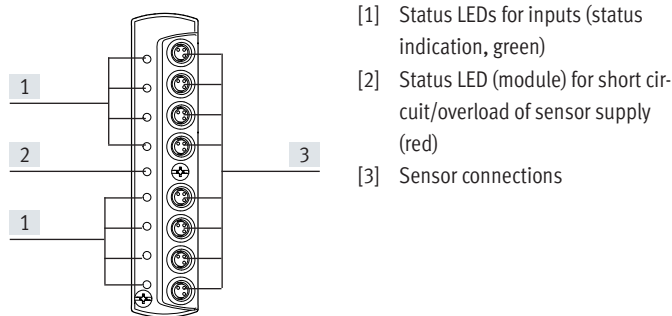 1
2
1
3
[1] Status LEDs for inputs (status
indication, green)
[2] Status LED (module) for short cir-
cuit/overload of sensor supply
(red)
[3] Sensor connections